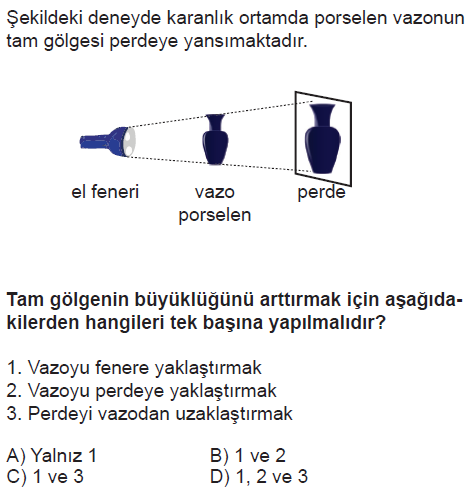 Şekildeki deneyde karanlık ortamda porselen vazonun
tam gölgesi perdeye yansımaktadır.
el feneri vazo perde
porselen
Tam gölgenin büyüklüğünü arttırmak için aşağıda-
kilerden hangileri tek başına yapılmalıdır?
1. Vazoyu fenere yaklaştırmak
2. Vazoyu perdeye yaklaştırmak
3. Perdeyi vazodan uzaklaştırmak
A) Yalnız 1 B) 1 ve 2
C) 1 ve 3 D) 1, 2 ve 3